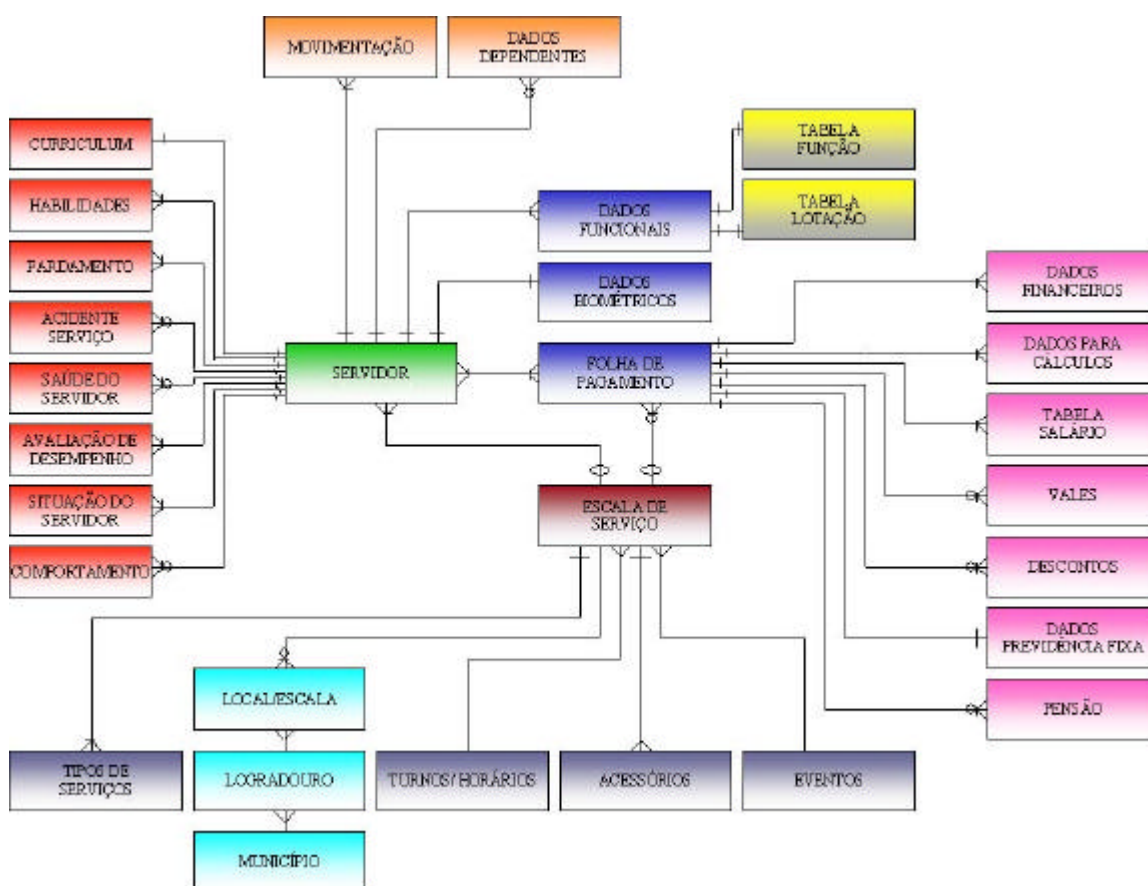 MOVIMENTAÇÃO
DADOS
DEPENDENTES
CURRICULUM
HABILIDADES
FARDAMENTO
ACIDENTE
SERVIÇO
SAÚDE DO
SERVIDOR
AVALIAÇÃO DE
DESEMPENHO
SITUAÇÃO DO
SERVIDOR
COMPORTAMENTO
SERVIDOR
DADOS
FUNCIONAIS
DADOS
BIOMÉTRICOS
FOLHA DE
PAGAMENTO
TABELA
FUNÇÃO
TABELA
LOTAÇÃO
DADOS
FINANCEIROS
DADOS PARA
CÁLCULOS
TABELA
SALÁRIO
VALES
DESCONTOS
DADOS
PREVIDÊNCIA FIXA
PENSÃO
ESCALA DE
SERVIÇO
LOCAL/ESCALA
TIPOS DE
SERVIÇOS
LOGRADOURO
TURNOS/HORÁRIOS
ACESSÓRIOS
EVENTOS
MUNICÍPIO